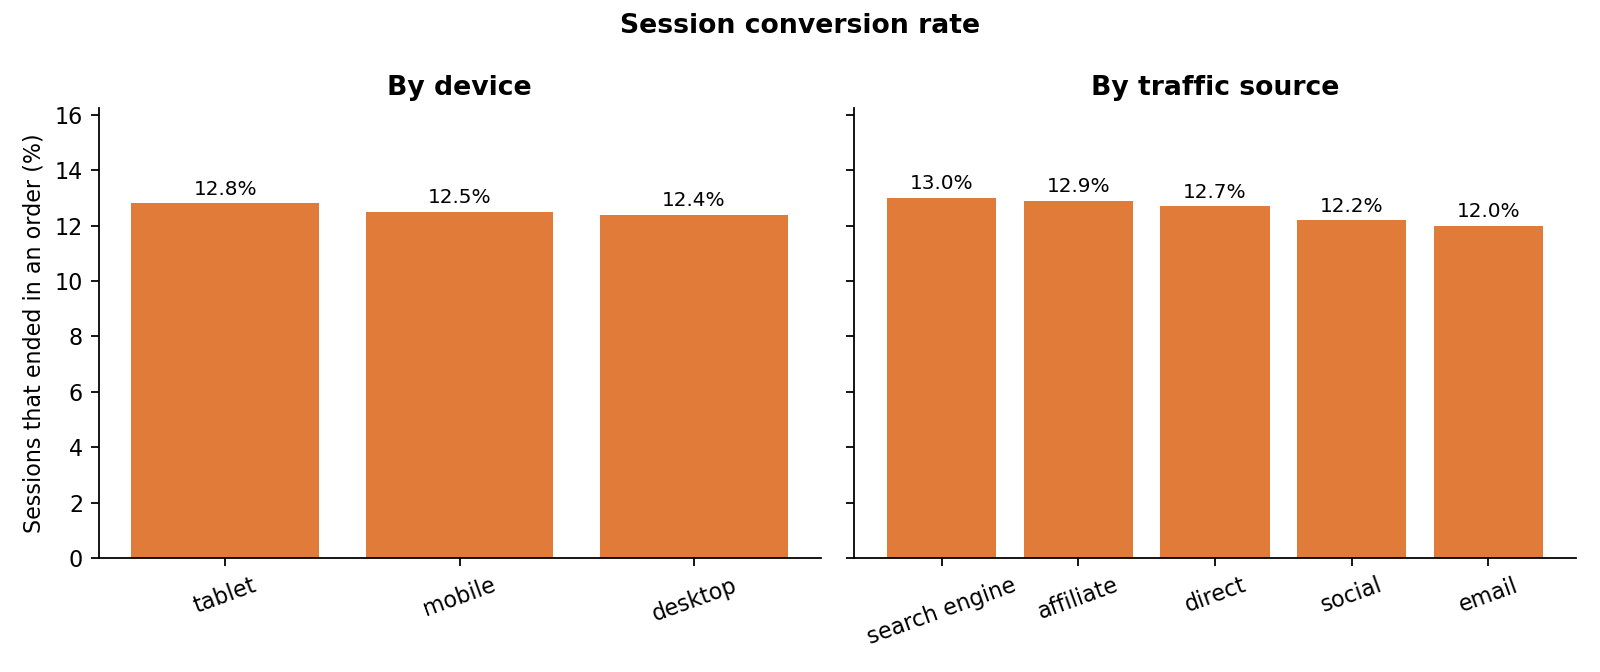 Session conversion rate
By device
Sessions that ended in an order (%)
16
14
12
10
8
6
4
2
0
12.8%
12.5%
12.4%
tablet
mobile
desktop
By traffic source
13.0%
12.9%
12.7%
12.2%
12.0%
search engine
affiliate
direct
social
email